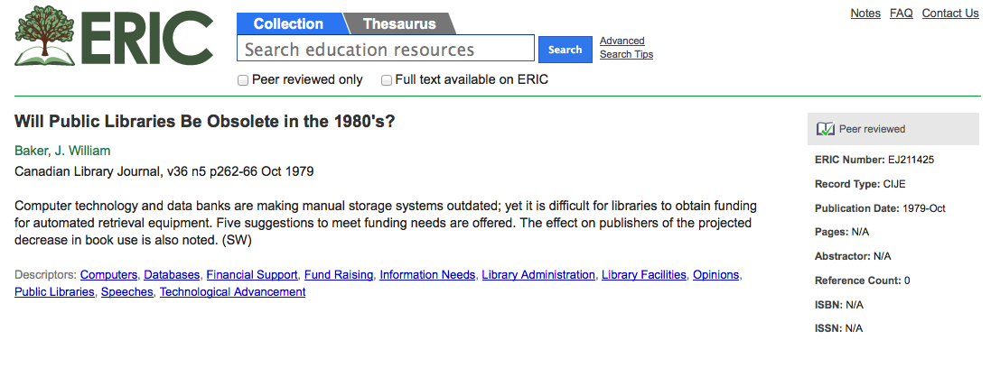 ERIC
Collection
Thesaurus
Notes FAQ Contact Us
Search education resources
Search
Advanced
Search Tips
Peer reviewed only
Full text available on ERIC
Will Public Libraries Be Obsolete in the 1980's?
Baker, J. William
Canadian Library Journal, v36 n5 p262-66 Oct 1979
Computer technology and data banks are making manual storage systems outdated; yet it is difficult for libraries to obtain funding
for automated retrieval equipment. Five suggestions to meet funding needs are offered. The effect on publishers of the projected
decrease in book use is also noted. (SW)
Descriptors: Computers, Databases, Financial Support, Fund Raising, Information Needs, Library Administration, Library Facilities, Opinions,
Public Libraries, Speeches, Technological Advancement
Peer reviewed
ERIC Number: EJ211425
Record Type: CIJE
Publication Date: 1979-Oct
Pages: N/A
Abstractor: N/A
Reference Count: 0
ISBN: N/A
ISSN: N/A